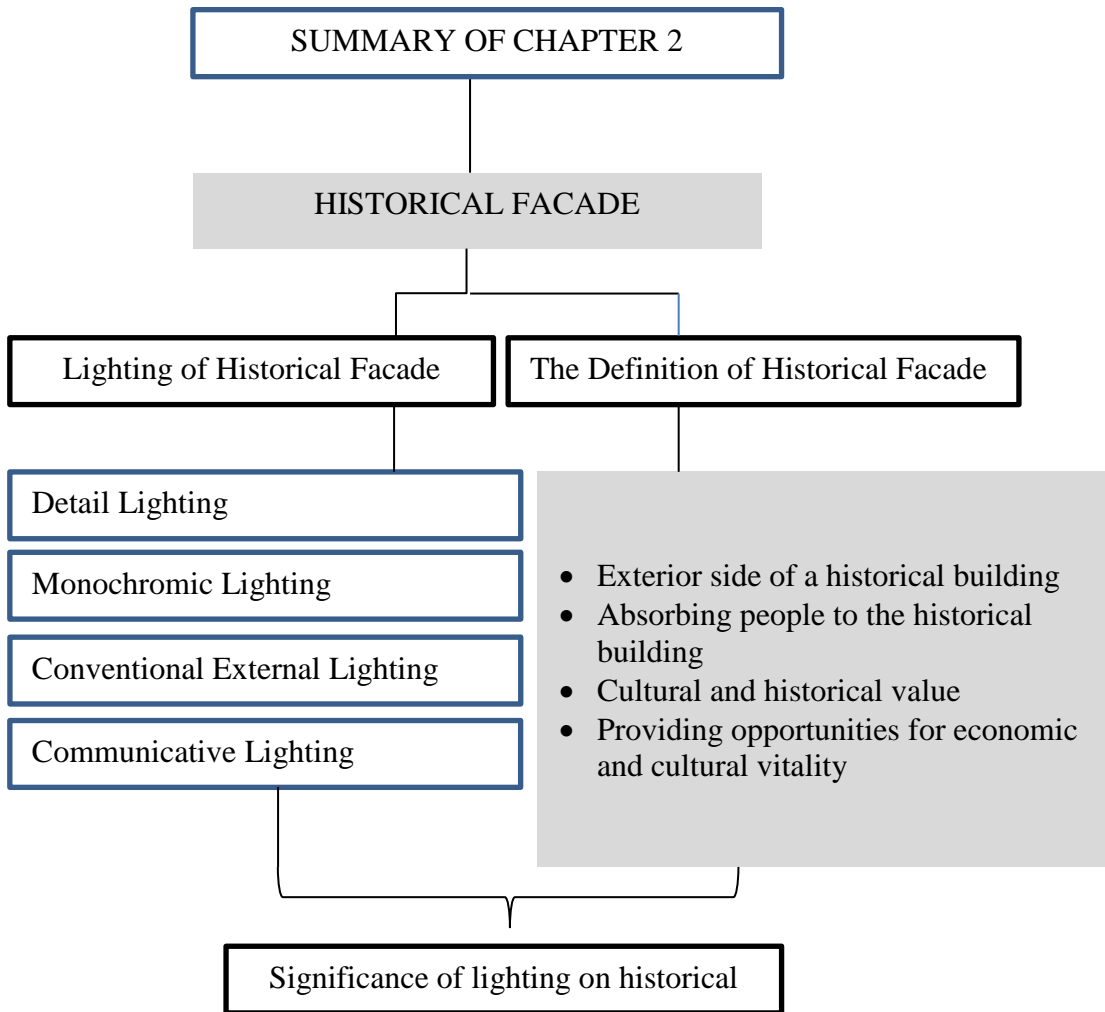 SUMMARY OF CHAPTER 2
HISTORICAL FACADE
Lighting of Historical Facade
The Definition of Historical Facade
Detail Lighting
Monochromic Lighting
Conventional External Lighting
Communicative Lighting
• Exterior side of a historical building
• Absorbing people to the historical
building
• Cultural and historical value
• Providing opportunities for economic
and cultural vitality
Significance of lighting on historical